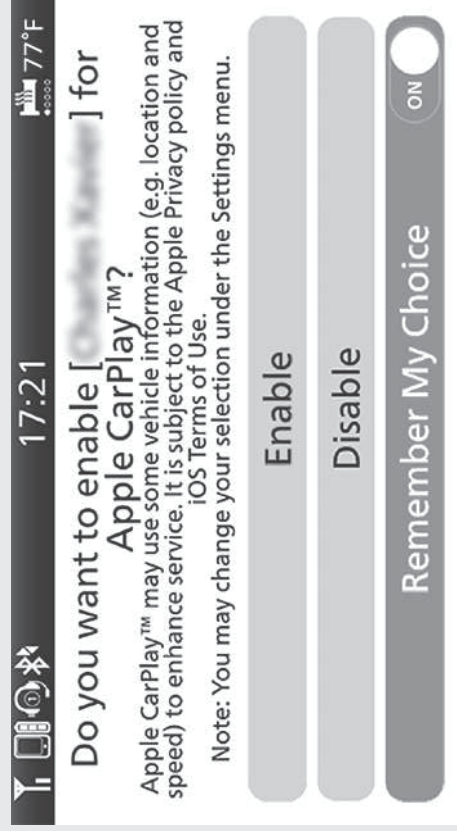 17:21
77°F
Do you want to enable [ ] for
Apple CarPlay™?
Apple CarPlay™ may use some vehicle information (e.g. location and
speed) to enhance service. It is subject to the Apple Privacy policy and
iOS Terms of Use.
Note: You may change your selection under the Settings menu.
Enable
Disable
Remember My Choice
ON